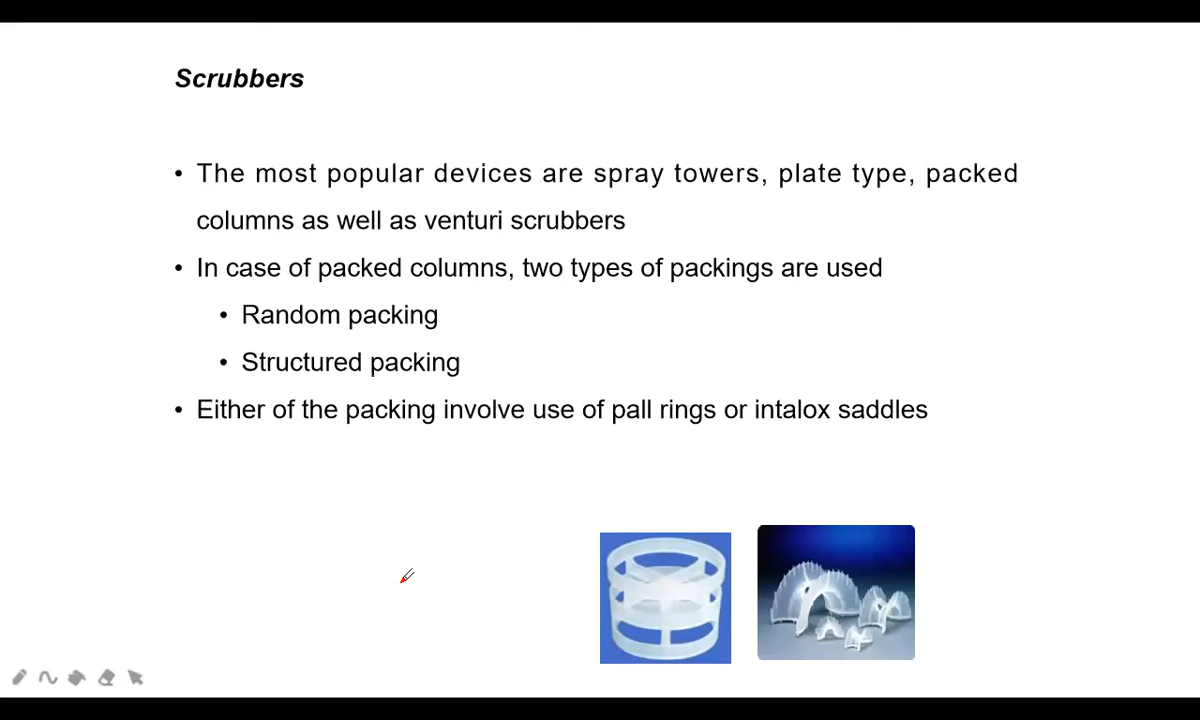 Scrubbers
• The most popular devices are spray towers, plate type, packed
columns as well as venturi scrubbers
• In case of packed columns, two types of packings are used
• Random packing
• Structured packing
• Either of the packing involve use of pall rings or intalox saddles